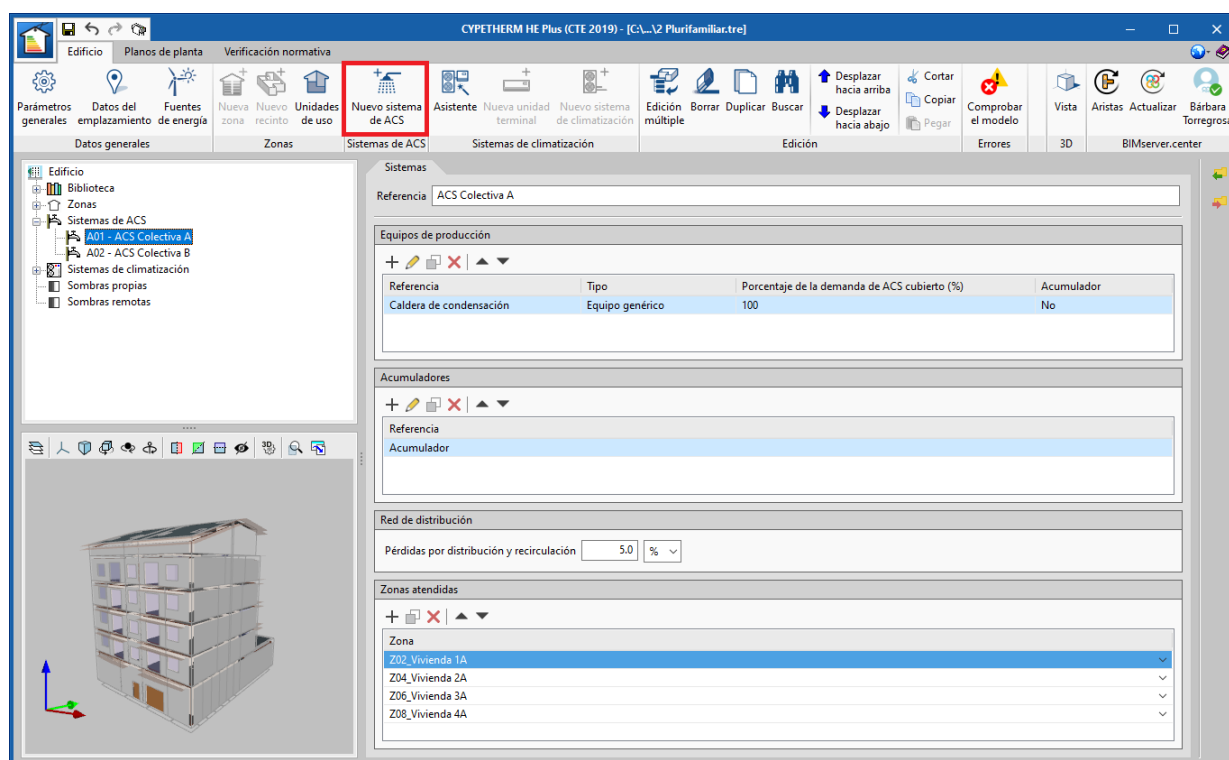 CYPETHERM HE Plus (CTE 2019) - [C:\...\2 Plurifamiliar.tre]
Edificio Planos de planta Verificación normativa
Parámetros generales
Datos del emplazamiento
Fuentes de energía
Nueva zona
Nuevo recinto
Unidades de uso
Nuevo sistema de ACS
Asistente
Nueva unidad terminal
Nuevo sistema de climatización
Edición múltiple
Borrar
Duplicar
Buscar
Desplazar hacia arriba
Desplazar hacia abajo
Cortar
Copiar
Pegar
Comprobar el modelo
Vista
Aristas
Actualizar
Bárbara Torregrosa
Datos generales Zonas Sistemas de ACS Sistemas de climatización Edición Errores 3D BIMserver.center
Edificio
Biblioteca
Zonas
Sistemas de ACS
A01 - ACS Colectiva A
A02 - ACS Colectiva B
Sistemas de climatización
Sombras propias
Sombras remotas
3D
Sistemas
Referencia ACS Colectiva A
Equipos de producción
Referencia Tipo Porcentaje de la demanda de ACS cubierto (%) Acumulador
Caldera de condensación Equipo genérico 100 No
Acumuladores
Referencia
Acumulador
Red de distribución
Pérdidas por distribución y recirculación 5.0 %
Zonas atendidas
Zona
Z02_Vivienda 1A
Z04_Vivienda 2A
Z06_Vivienda 3A
Z08_Vivienda 4A